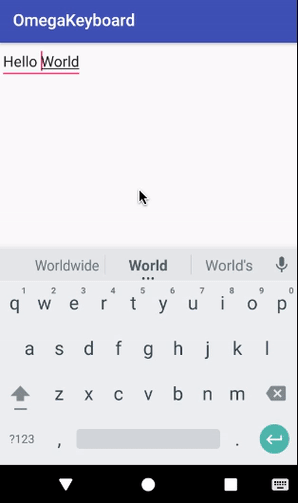 OmegaKeyboard
Hello World
Worldwide World World's
1 2 3 4 5 6 7 8 9 0
q w e r t y u i o p
a s d f g h j k l
z x c v b n m
?123 , .